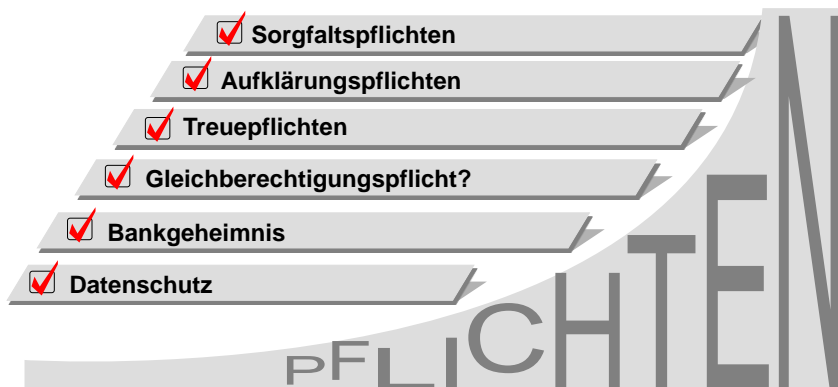 Sorgfaltspflichten
Aufklärungspflichten
Treuepflichten
Gleichberechtigungspflicht?
Bankgeheimnis
Datenschutz
PFLICHTEN